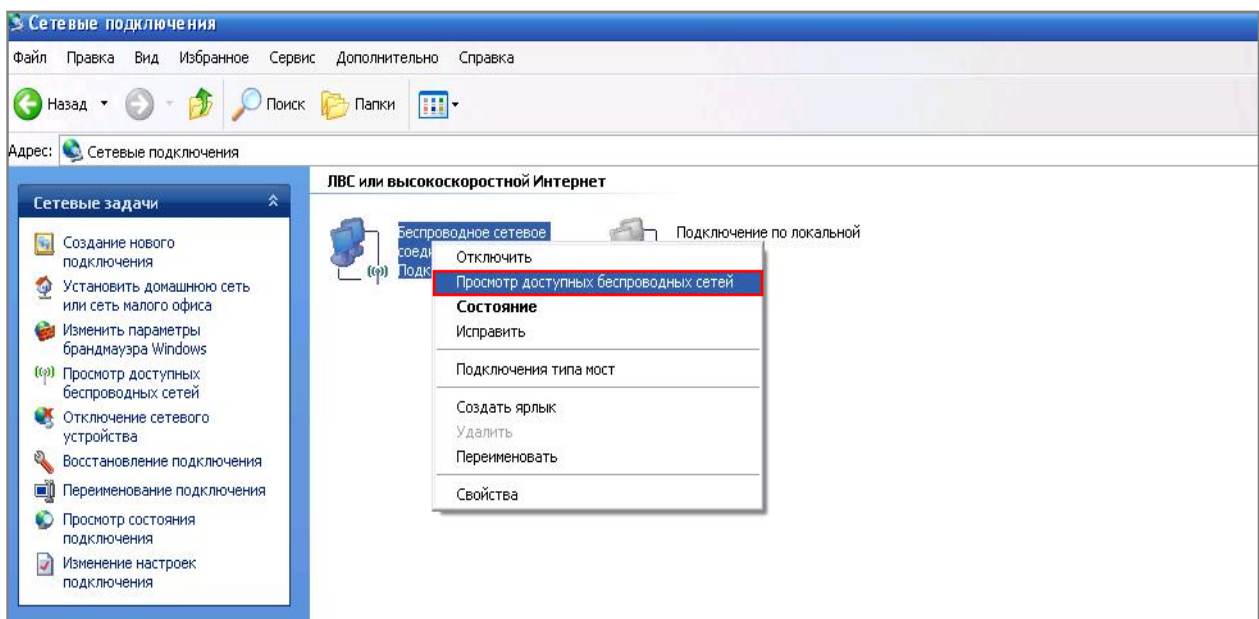 Сетевые подключения
Файл Правка Вид Избранное Сервис Дополнительно Справка
Назад Поиск Папки
Адрес: Сетевые подключения
Сетевые задачи
Создание нового
подключения
Установить домашнюю сеть
или сеть малого офиса
Изменить параметры
брандмауэра Windows
Просмотр доступных
беспроводных сетей
Отключение сетевого
устройства
Восстановление подключения
Переименование подключения
Просмотр состояния
подключения
Изменение настроек
подключения
ЛВС или высокоскоростной Интернет
Беспроводное сетевое
Подключение по локальной
Отключить
Просмотр доступных беспроводных сетей
Состояние
Исправить
Подключения типа мост
Создать ярлык
Удалить
Переименовать
Свойства